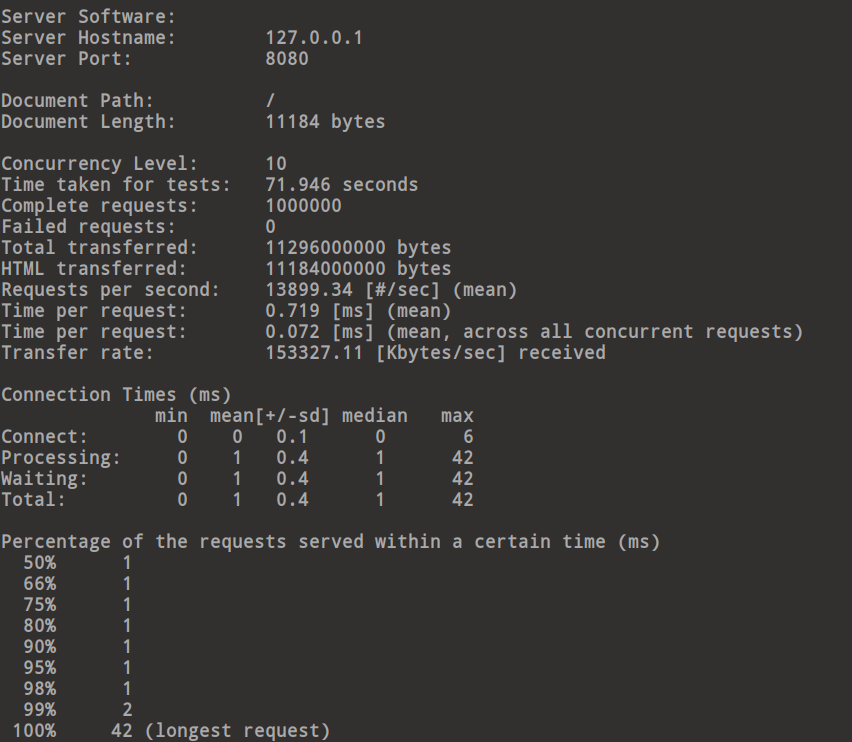 Server Software:
Server Hostname:        127.0.0.1
Server Port:            8080

Document Path:          /
Document Length:        11184 bytes

Concurrency Level:      10
Time taken for tests:   71.946 seconds
Complete requests:      1000000
Failed requests:        0
Total transferred:      11296000000 bytes
HTML transferred:       11184000000 bytes
Requests per second:    13899.34 [#/sec] (mean)
Time per request:       0.719 [ms] (mean)
Time per request:       0.072 [ms] (mean, across all concurrent requests)
Transfer rate:          153327.11 [Kbytes/sec] received

Connection Times (ms)
              min  mean[+/-sd] median   max
Connect:        0    0   0.1      0       6
Processing:     0    1   0.4      1      42
Waiting:        0    1   0.4      1      42
Total:          0    1   0.4      1      42

Percentage of the requests served within a certain time (ms)
  50%      1
  66%      1
  75%      1
  80%      1
  90%      1
  95%      1
  98%      1
  99%      2
 100%     42 (longest request)